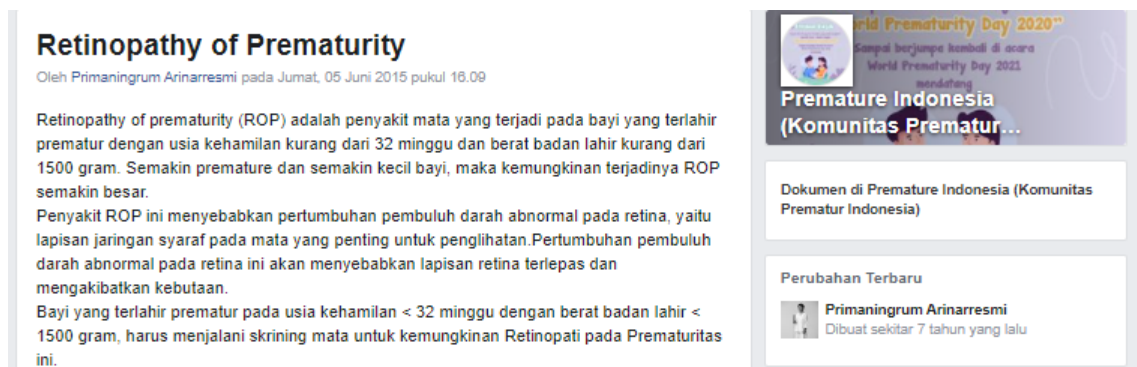 Retinopathy of Prematurity
Oleh Primaningrum Arinarresmi pada Jumat, 05 Juni 2015 pukul 16.09
Retinopathy of prematurity (ROP) adalah penyakit mata yang terjadi pada bayi yang terlahir
prematur dengan usia kehamilan kurang dari 32 minggu dan berat badan lahir kurang dari
1500 gram. Semakin premature dan semakin kecil bayi, maka kemungkinan terjadinya ROP
semakin besar.
Penyakit ROP ini menyebabkan pertumbuhan pembuluh darah abnormal pada retina, yaitu
lapisan jaringan syaraf pada mata yang penting untuk penglihatan.Pertumbuhan pembuluh
darah abnormal pada retina ini akan menyebabkan lapisan retina terlepas dan
mengakibatkan kebutaan.
Bayi yang terlahir prematur pada usia kehamilan < 32 minggu dengan berat badan lahir <
1500 gram, harus menjalani skrining mata untuk kemungkinan Retinopati pada Prematuritas
ini.
Prematurity Day 2020"
Sampai berjumpa kembali di acara
World Prematurity Day 2021
mendatang
Premature Indonesia
(Komunitas Prematur...
Dokumen di Premature Indonesia (Komunitas
Prematur Indonesia)
Perubahan Terbaru
Primaningrum Arinarresmi
Dibuat sekitar 7 tahun yang lalu